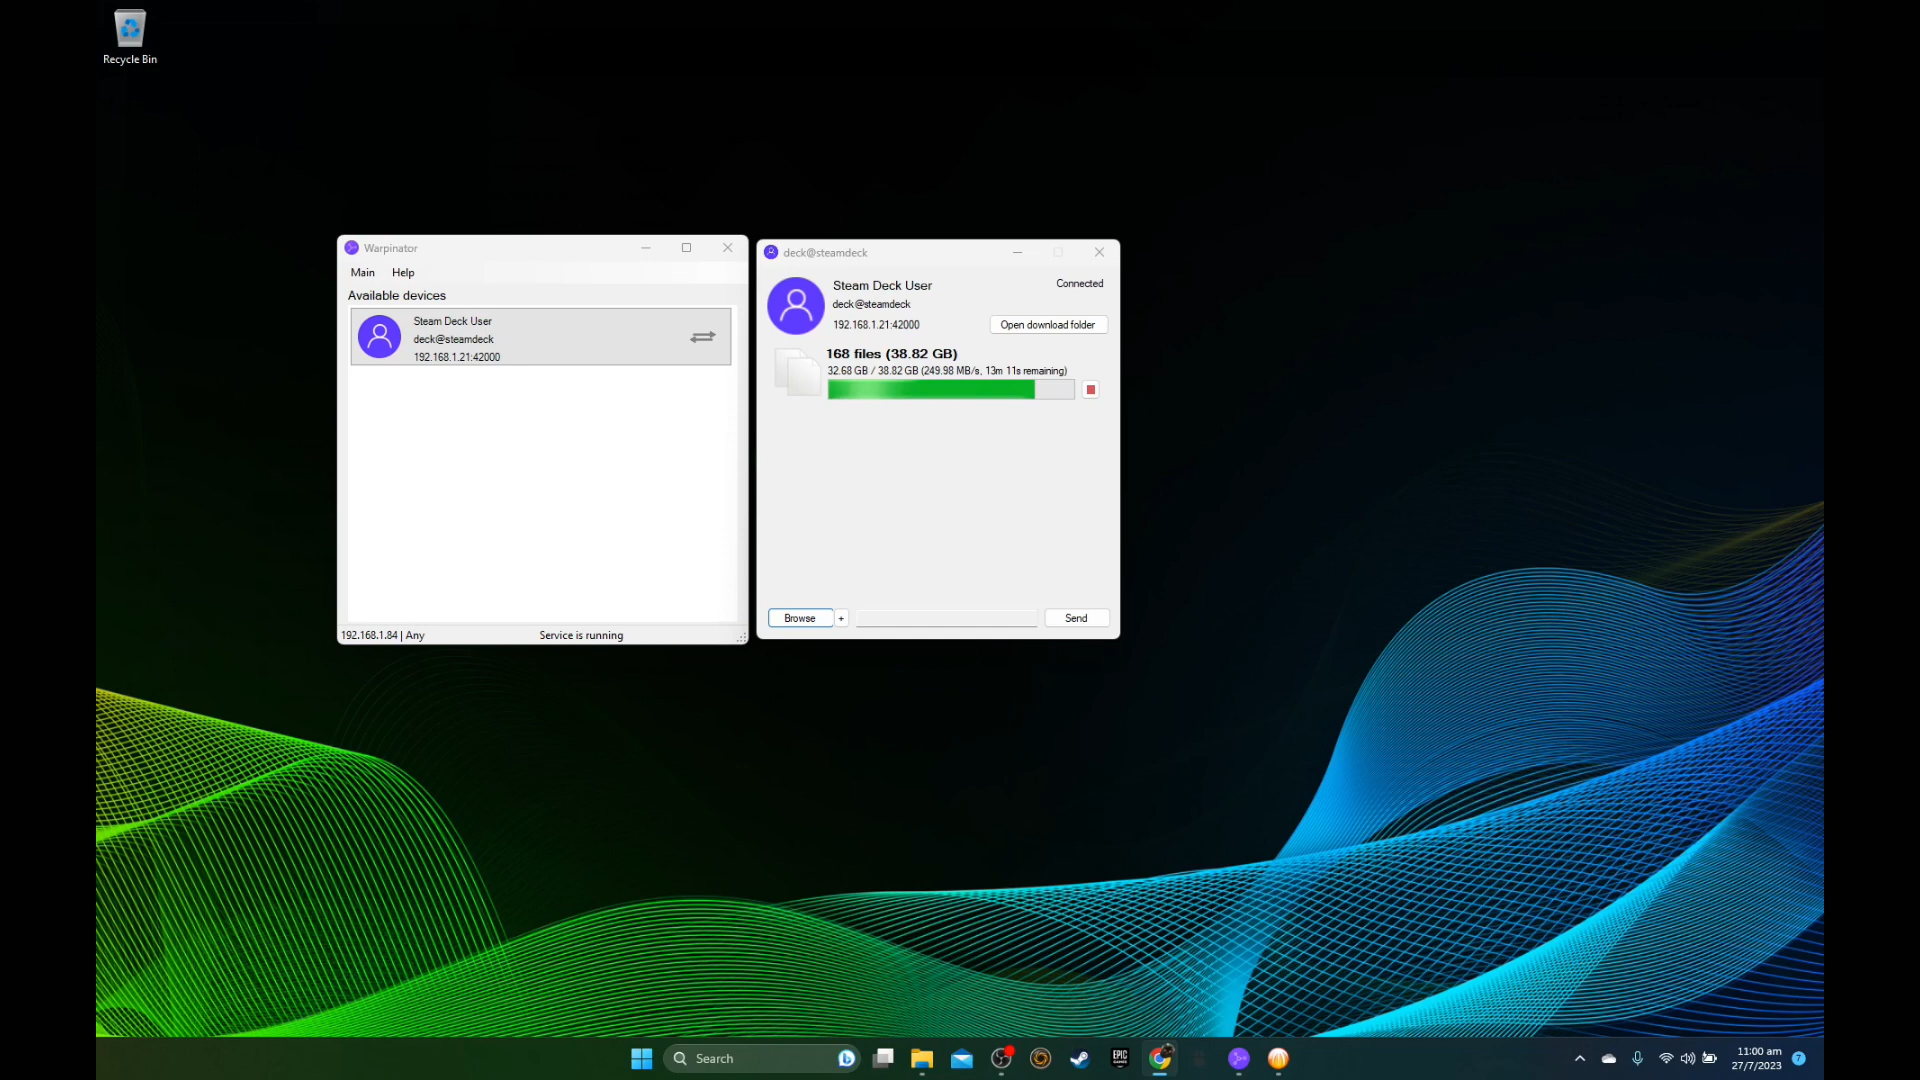 Recycle Bin
Warpinator
Main Help
Available devices
Steam Deck User
deck@steamdeck
192.168.1.21:42000
192.168.1.84 | Any Service is running
deck@steamdeck
Steam Deck User Connected
deck@steamdeck
192.168.1.21:42000 Open download folder
168 files (38.82 GB)
32.68 GB / 38.82 GB (249.98 MB/s, 13m 11s remaining)
Browse + Send
Search
EPIC
GAMES
11:00 am
27/7/2023
7